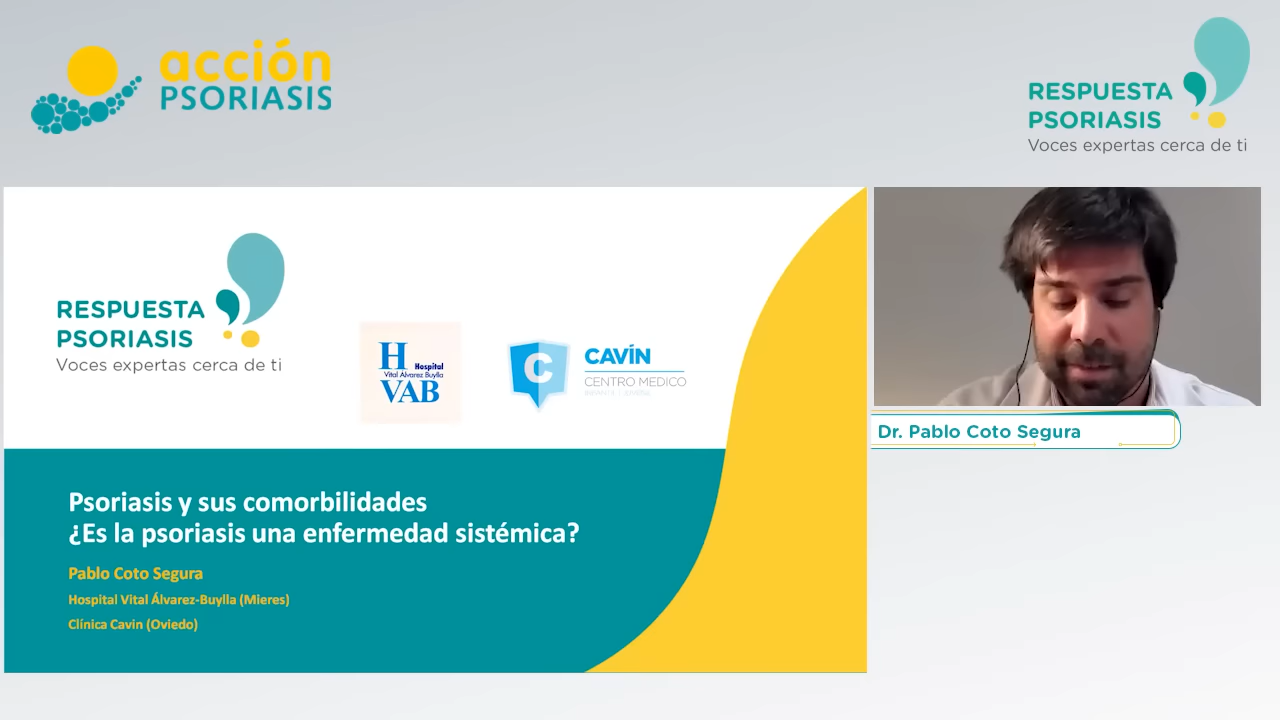 acción
PSORIASIS
RESPUESTA
PSORIASIS
Voces expertas cerca de ti
RESPUESTA
PSORIASIS
Voces expertas cerca de ti
H
Hospital
Vital Álvarez Buylla
VAB
C
CAVÍN
CENTRO MEDICO
Dr. Pablo Coto Segura
Psoriasis y sus comorbilidades
¿Es la psoriasis una enfermedad sistémica?
Pablo Coto Segura
Hospital Vital Álvarez-Buylla (Mieres)
Clínica Cavin (Oviedo)